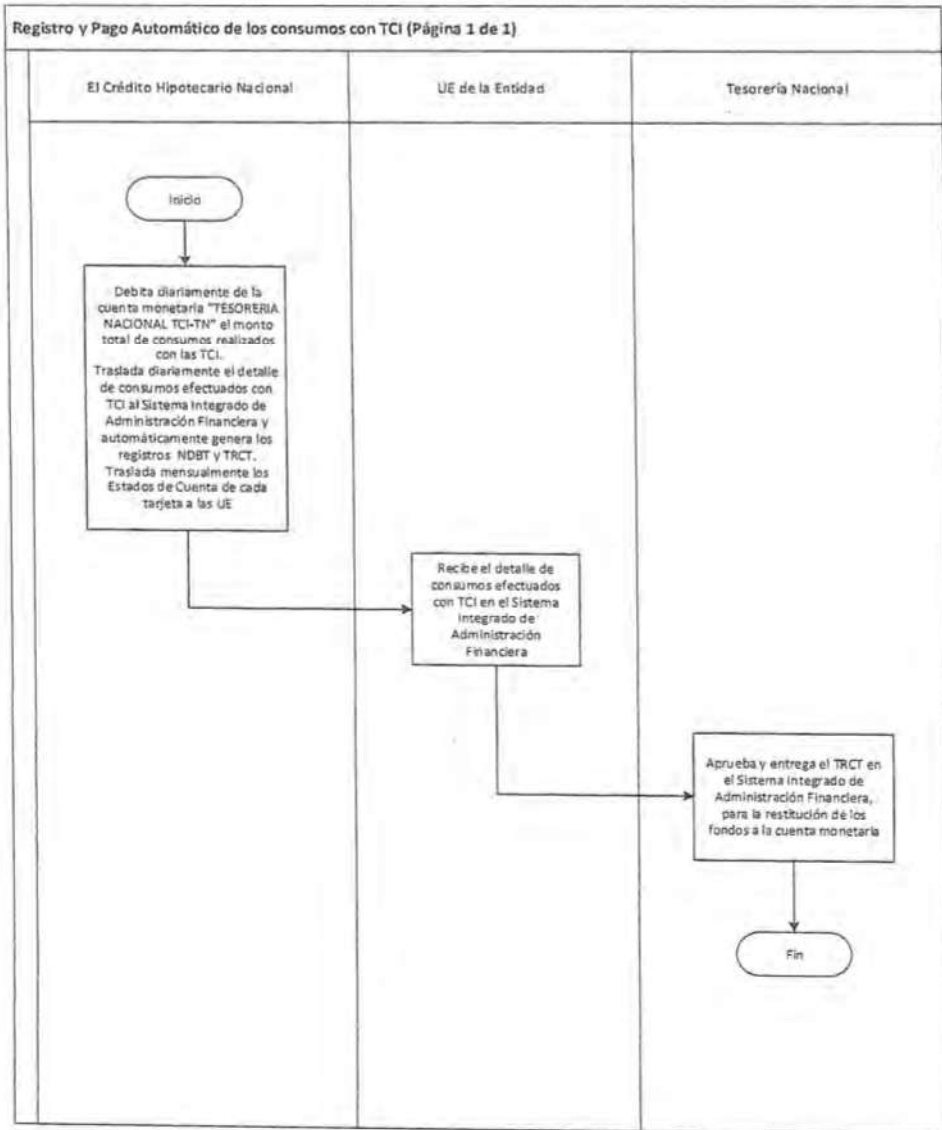 Registro y Pago Automático de los consumos con TCI (Página 1 de 1)
El Crédito Hipotecario Nacional
UE de la Entidad
Tesorería Nacional
Inicio
Debita diariamente de la
cuenta monetaria "TESORERIA
NACIONAL TCI-TN" el monto
total de consumos realizados
con las TCI.
Traslada diariamente el detalle
de consumos efectuados con
TCI al Sistema Integrado de
Administración Financiera y
automáticamente genera los
registros NDBT y TRCT.
Traslada mensualmente los
Estados de Cuenta de cada
tarjeta a las UE
Recibe el detalle de
consumos efectuados
con TCI en el Sistema
Integrado de
Administración
Financiera
Aprueba y entrega el TRCT en
el Sistema Integrado de
Administración Financiera,
para la restitución de los
fondos a la cuenta monetaria
Fin